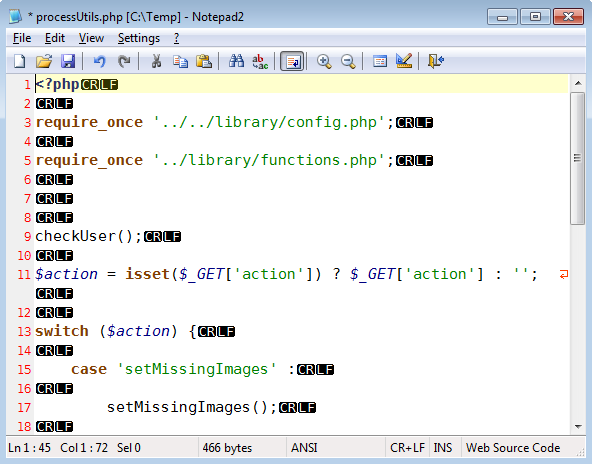 * processUtils.php [C:\Temp] - Notepad2
File Edit View Settings ?
1 <?phpCRLF
2 CRLF
3 require_once '../../library/config.php';CRLF
4 CRLF
5 require_once '../library/functions.php';CRLF
6 CRLF
7 CRLF
8 CRLF
9 checkUser();CRLF
10 CRLF
11 $action = isset($_GET['action']) ? $_GET['action'] : '';
CRLF
12 CRLF
13 switch ($action) {CRLF
14 CRLF
15     case 'setMissingImages' :CRLF
16 CRLF
17         setMissingImages();CRLF
18 CRLF
Ln 1 : 45 Col 1 : 72 Sel 0 466 bytes ANSI CR+LF INS Web Source Code